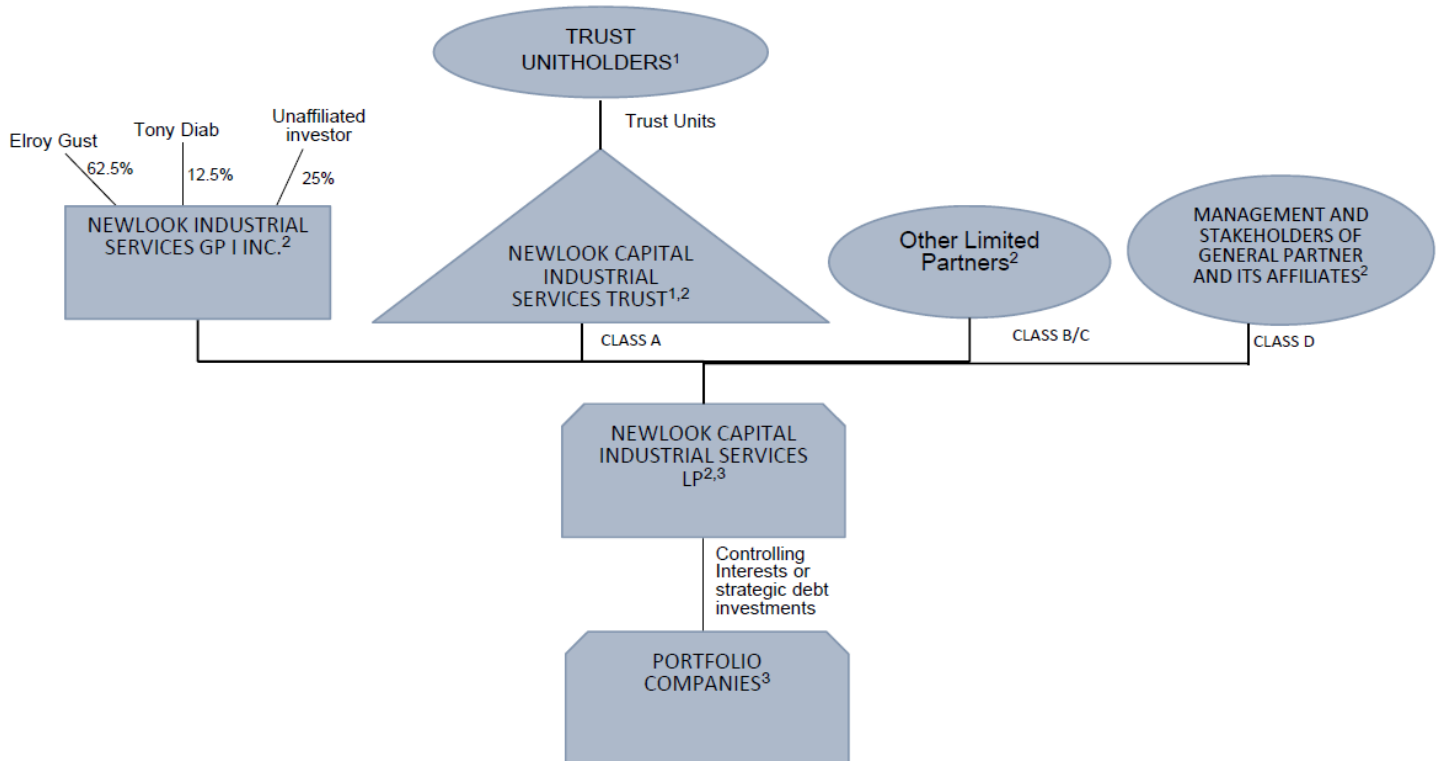 TRUST
UNITHOLDERS¹
Trust Units
Elroy Gust
62.5%
Tony Diab
12.5%
Unaffiliated
investor
25%
NEWLOOK INDUSTRIAL
SERVICES GP I INC.²
NEWLOOK CAPITAL
INDUSTRIAL
SERVICES TRUST¹,²
Other Limited
Partners²
MANAGEMENT AND
STAKEHOLDERS OF
GENERAL PARTNER
AND ITS AFFILIATES²
CLASS A
CLASS B/C
CLASS D
NEWLOOK CAPITAL
INDUSTRIAL SERVICES
LP²,³
Controlling
Interests or
strategic debt
investments
PORTFOLIO
COMPANIES³